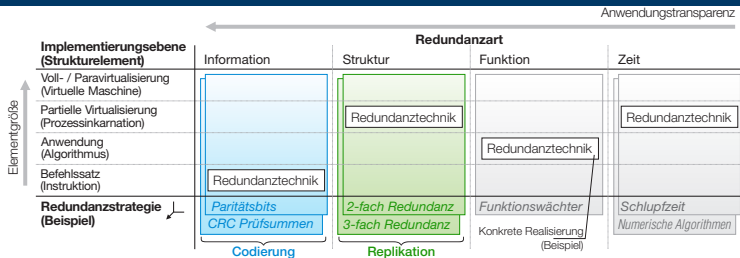 Anwendungstransparenz
Redundanzart
Implementierungsebene
(Strukturelement)
Information
Struktur
Funktion
Zeit
Elementgröße
Voll- / Paravirtualisierung
(Virtuelle Maschine)
Partielle Virtualisierung
(Prozessinkarnation)
Redundanztechnik
Redundanztechnik
Anwendung
(Algorithmus)
Redundanztechnik
Befehlssatz
(Instruktion)
Redundanztechnik
Redundanzstrategie
(Beispiel)
Paritätsbits
2-fach Redundanz
Funktionswächter
Schlupfzeit
CRC Prüfsummen
3-fach Redundanz
Konkrete Realisierung
(Beispiel)
Numerische Algorithmen
Codierung
Replikation